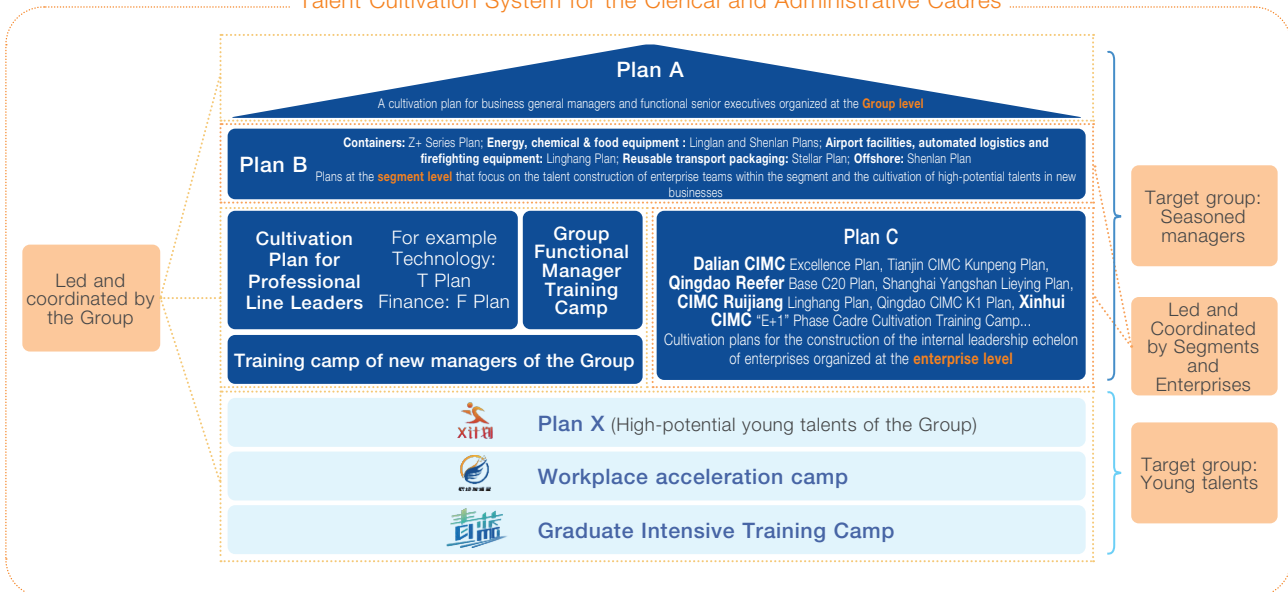 Talent Cultivation System for the Clerical and Administrative Cadres
Plan A
A cultivation plan for business general managers and functional senior executives organized at the Group level
Plan B
Containers: Z+ Series Plan; Energy, chemical & food equipment : Linglan and Shenlan Plans; Airport facilities, automated logistics and
firefighting equipment: Linghang Plan; Reusable transport packaging: Stellar Plan; Offshore: Shenlan Plan
Plans at the segment level that focus on the talent construction of enterprise teams within the segment and the cultivation of high-potential talents in new
businesses
Led and
coordinated by
the Group
Cultivation
Plan for
Professional
Line Leaders
For example
Technology:
T Plan
Finance: F Plan
Group
Functional
Manager
Training
Camp
Training camp of new managers of the Group
Plan C
Dalian CIMC Excellence Plan, Tianjin CIMC Kunpeng Plan,
Qingdao Reefer Base C20 Plan, Shanghai Yangshan Lieying Plan,
CIMC Ruijiang Linghang Plan, Qingdao CIMC K1 Plan, Xinhui
CIMC “E+1” Phase Cadre Cultivation Training Camp...
Cultivation plans for the construction of the internal leadership echelon
of enterprises organized at the enterprise level
Target group:
Seasoned
managers
Led and
Coordinated
by Segments
and
Enterprises
X计划
Plan X (High-potential young talents of the Group)
Workplace acceleration camp
Graduate Intensive Training Camp
Target group:
Young talents